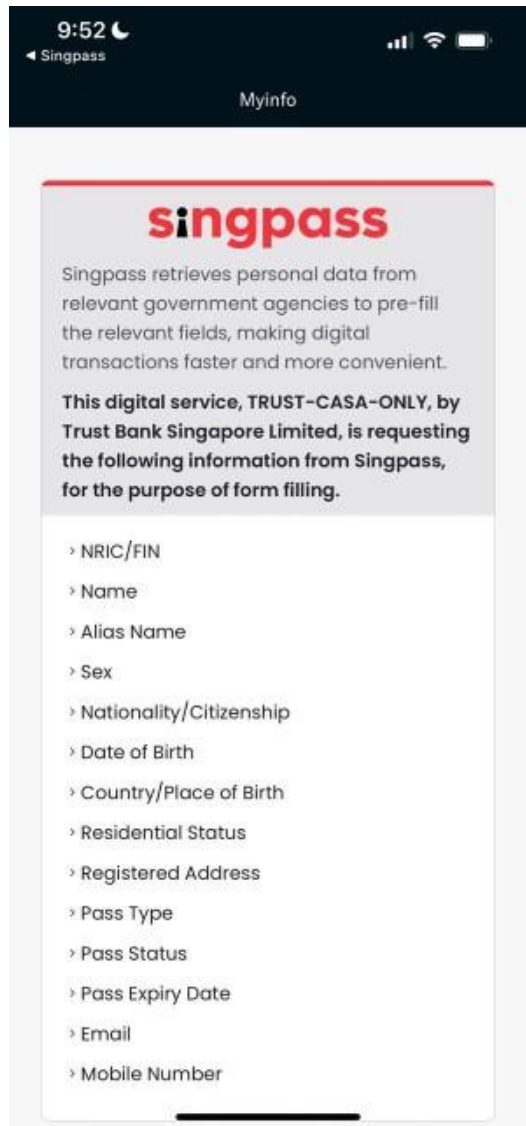 9:52
◀ Singpass
Myinfo
singpass
Singpass retrieves personal data from
relevant government agencies to pre-fill
the relevant fields, making digital
transactions faster and more convenient.
This digital service, TRUST-CASA-ONLY, by
Trust Bank Singapore Limited, is requesting
the following information from Singpass,
for the purpose of form filling.
› NRIC/FIN
› Name
› Alias Name
› Sex
› Nationality/Citizenship
› Date of Birth
› Country/Place of Birth
› Residential Status
› Registered Address
› Pass Type
› Pass Status
› Pass Expiry Date
› Email
› Mobile Number